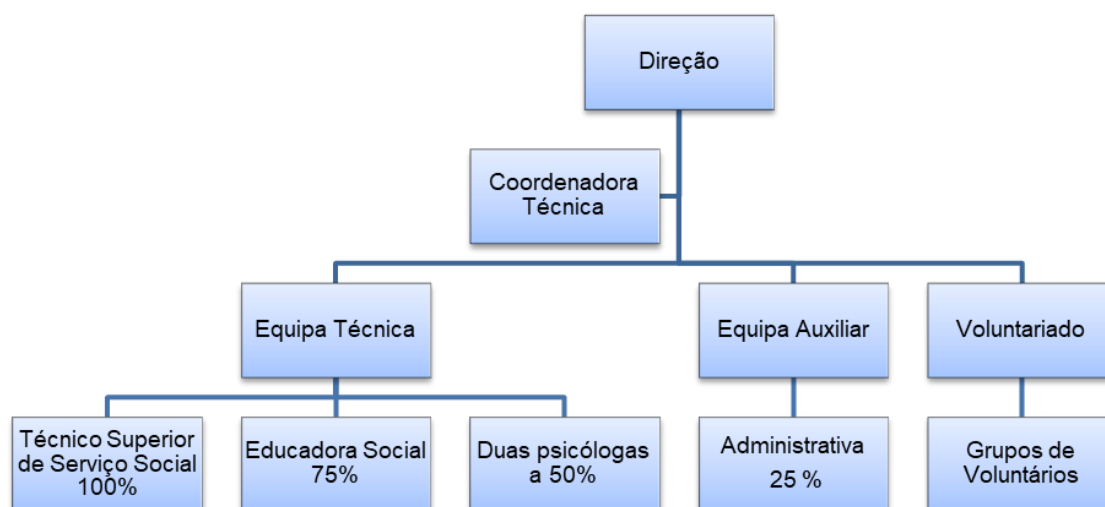 Direção
Coordenadora
Técnica
Equipa Técnica
Equipa Auxiliar
Voluntariado
Técnico Superior
de Serviço Social
100%
Educadora Social
75%
Duas psicólogas
a 50%
Administrativa
25 %
Grupos de
Voluntários